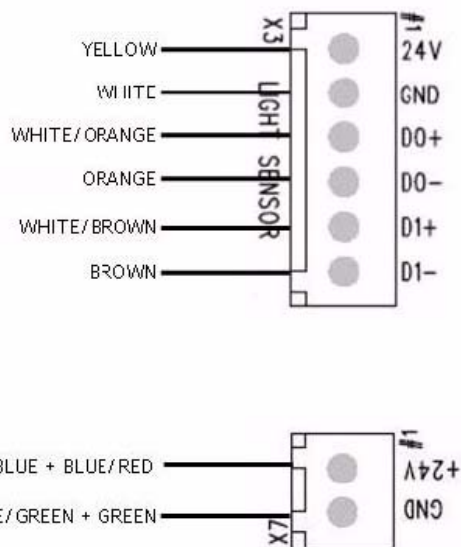 X3
#1
YELLOW
24V
WHITE
GND
WHITE/ORANGE
D0+
ORANGE
D0-
WHITE/BROWN
D1+
BROWN
D1-
LIGHT SENSOR
#1
BLUE + BLUE/RED
+24V
E/GREEN + GREEN
GND
X7